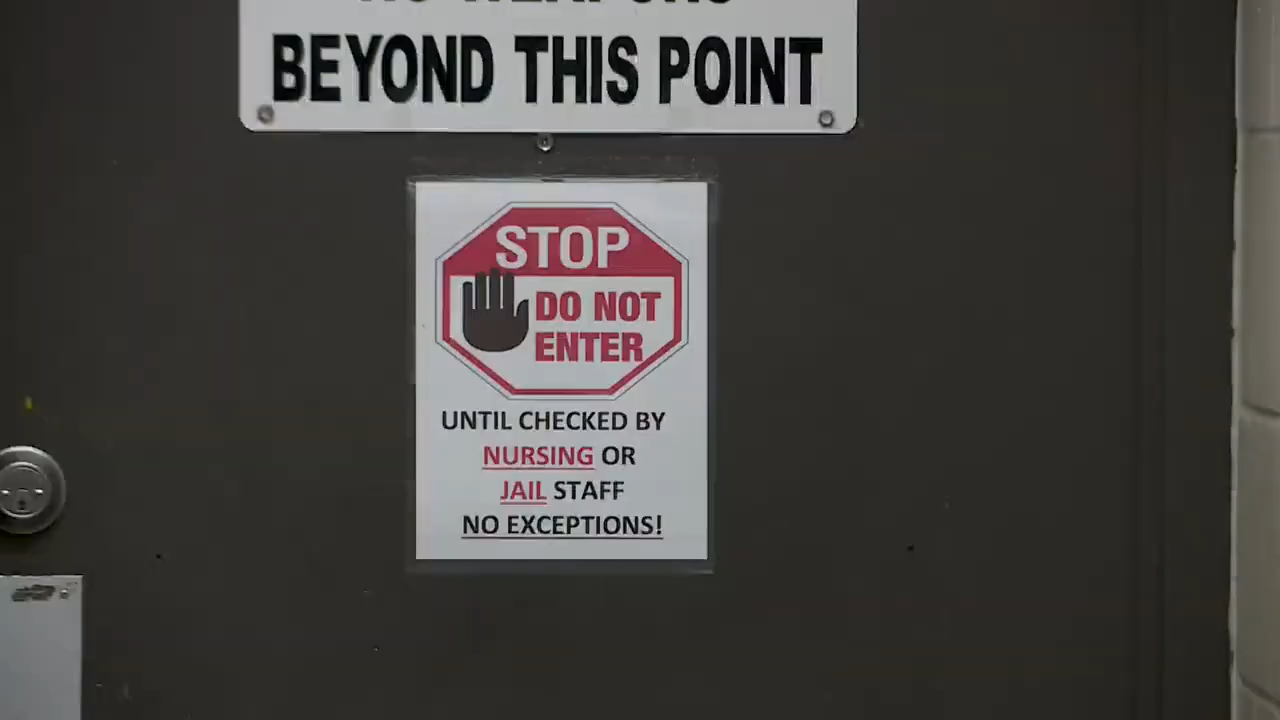 BEYOND THIS POINT
STOP
DO NOT
ENTER
UNTIL CHECKED BY
NURSING OR
JAIL STAFF
NO EXCEPTIONS!